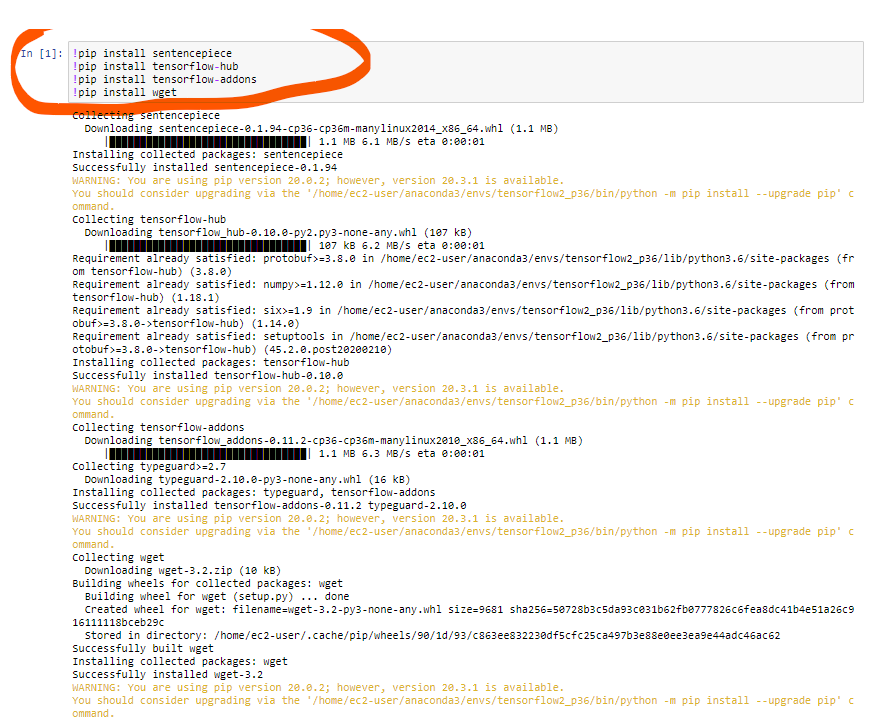 In [1]: !pip install sentencepiece
!pip install tensorflow-hub
!pip install tensorflow-addons
!pip install wget
Collecting sentencepiece
Downloading sentencepiece-0.1.94-cp36-cp36m-manylinux2014_x86_64.whl (1.1 MB)
| 1.1 MB 6.1 MB/s eta 0:00:01
Installing collected packages: sentencepiece
Successfully installed sentencepiece-0.1.94
WARNING: You are using pip version 20.0.2; however, version 20.3.1 is available.
You should consider upgrading via the '/home/ec2-user/anaconda3/envs/tensorflow2_p36/bin/python -m pip install --upgrade pip' c
ommand.
Collecting tensorflow-hub
Downloading tensorflow_hub-0.10.0-py2.py3-none-any.whl (107 kB)
| 107 kB 6.2 MB/s eta 0:00:01
Requirement already satisfied: protobuf>=3.8.0 in /home/ec2-user/anaconda3/envs/tensorflow2_p36/lib/python3.6/site-packages (fr
om tensorflow-hub) (3.8.0)
Requirement already satisfied: numpy>=1.12.0 in /home/ec2-user/anaconda3/envs/tensorflow2_p36/lib/python3.6/site-packages (from
tensorflow-hub) (1.18.1)
Requirement already satisfied: six>=1.9 in /home/ec2-user/anaconda3/envs/tensorflow2_p36/lib/python3.6/site-packages (from prot
obuf>=3.8.0->tensorflow-hub) (1.14.0)
Requirement already satisfied: setuptools in /home/ec2-user/anaconda3/envs/tensorflow2_p36/lib/python3.6/site-packages (from pr
otobuf>=3.8.0->tensorflow-hub) (45.2.0.post20200210)
Installing collected packages: tensorflow-hub
Successfully installed tensorflow-hub-0.10.0
WARNING: You are using pip version 20.0.2; however, version 20.3.1 is available.
You should consider upgrading via the '/home/ec2-user/anaconda3/envs/tensorflow2_p36/bin/python -m pip install --upgrade pip' c
ommand.
Collecting tensorflow-addons
Downloading tensorflow_addons-0.11.2-cp36-cp36m-manylinux2010_x86_64.whl (1.1 MB)
| 1.1 MB 6.3 MB/s eta 0:00:01
Collecting typeguard>=2.7
Downloading typeguard-2.10.0-py3-none-any.whl (16 kB)
Installing collected packages: typeguard, tensorflow-addons
Successfully installed tensorflow-addons-0.11.2 typeguard-2.10.0
WARNING: You are using pip version 20.0.2; however, version 20.3.1 is available.
You should consider upgrading via the '/home/ec2-user/anaconda3/envs/tensorflow2_p36/bin/python -m pip install --upgrade pip' c
ommand.
Collecting wget
Downloading wget-3.2.zip (10 kB)
Building wheels for collected packages: wget
Building wheel for wget (setup.py) ... done
Created wheel for wget: filename=wget-3.2-py3-none-any.whl size=9681 sha256=50728b3c5da93c031b62fb0777826c6fea8dc41b4e51a26c9
16111118bceb29c
Stored in directory: /home/ec2-user/.cache/pip/wheels/90/1d/93/c863ee832230df5cfc25ca497b3e88e0ee3ea9e44adc46ac62
Successfully built wget
Installing collected packages: wget
Successfully installed wget-3.2
WARNING: You are using pip version 20.0.2; however, version 20.3.1 is available.
You should consider upgrading via the '/home/ec2-user/anaconda3/envs/tensorflow2_p36/bin/python -m pip install --upgrade pip' c
ommand.